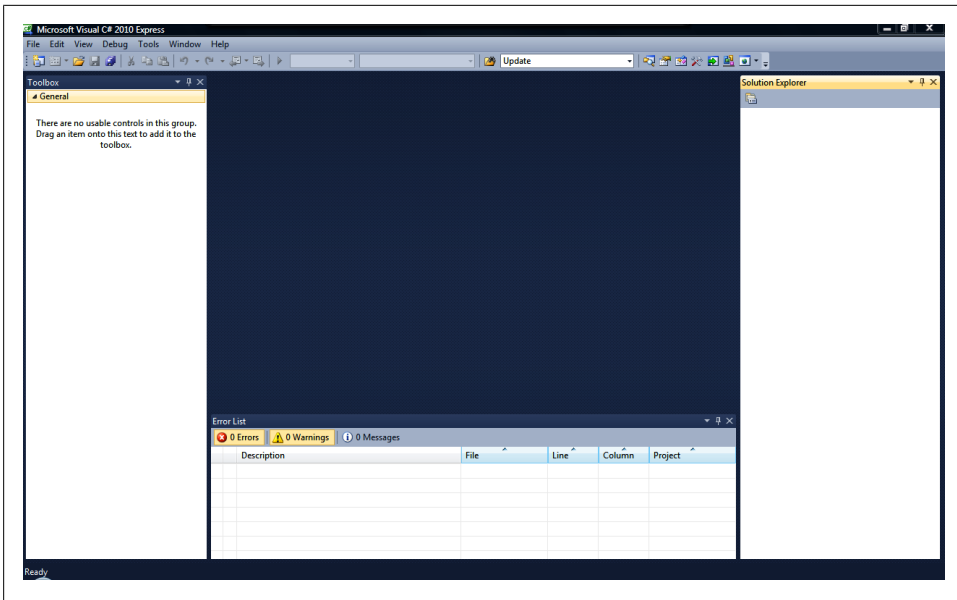 Microsoft Visual C# 2010 Express
File Edit View Debug Tools Window Help
Update
Toolbox
General
There are no usable controls in this group.
Drag an item onto this text to add it to the
toolbox.
Solution Explorer
Error List
0 Errors 0 Warnings 0 Messages
Description File Line Column Project
Ready